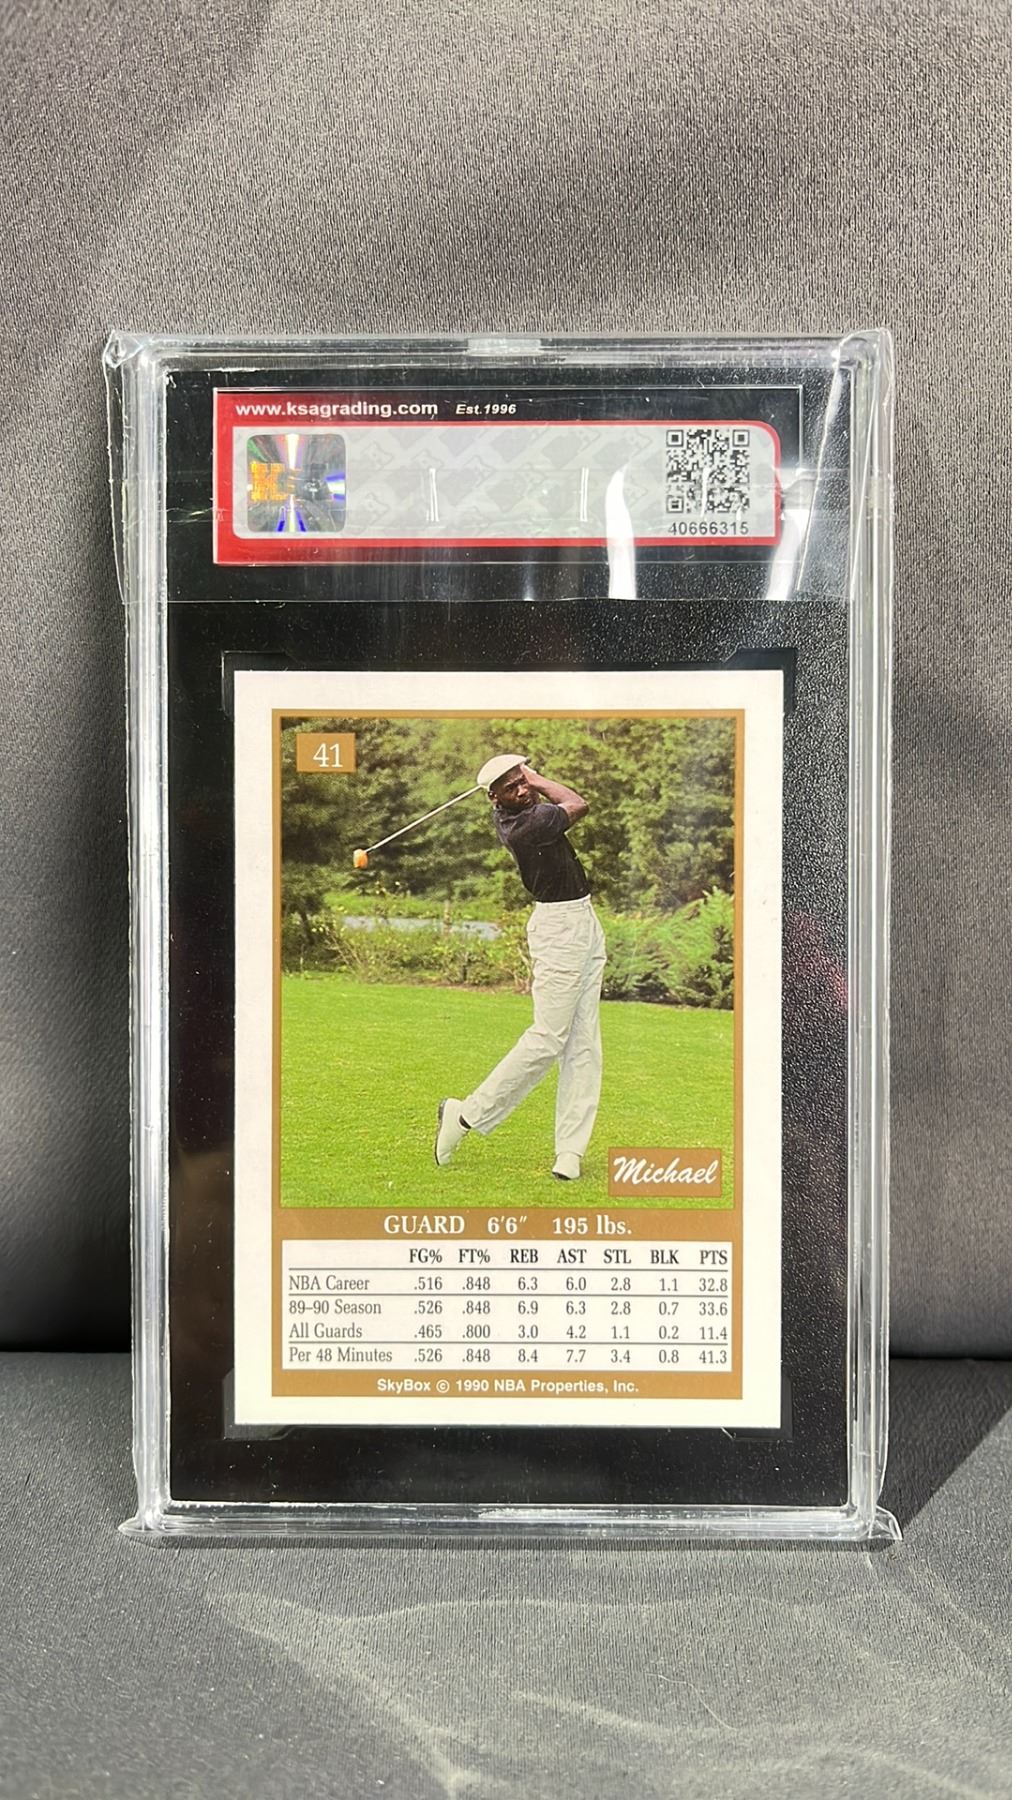 www.ksagrading.com Est.1996
40666315
41
Michael
GUARD 6'6" 195 lbs.
FG% FT% REB AST STL BLK PTS
NBA Career .516 .848 6.3 6.0 2.8 1.1 32.8
89–90 Season .526 .848 6.9 6.3 2.8 0.7 33.6
All Guards .465 .800 3.0 4.2 1.1 0.2 11.4
Per 48 Minutes .526 .848 8.4 7.7 3.4 0.8 41.3
SkyBox © 1990 NBA Properties, Inc.